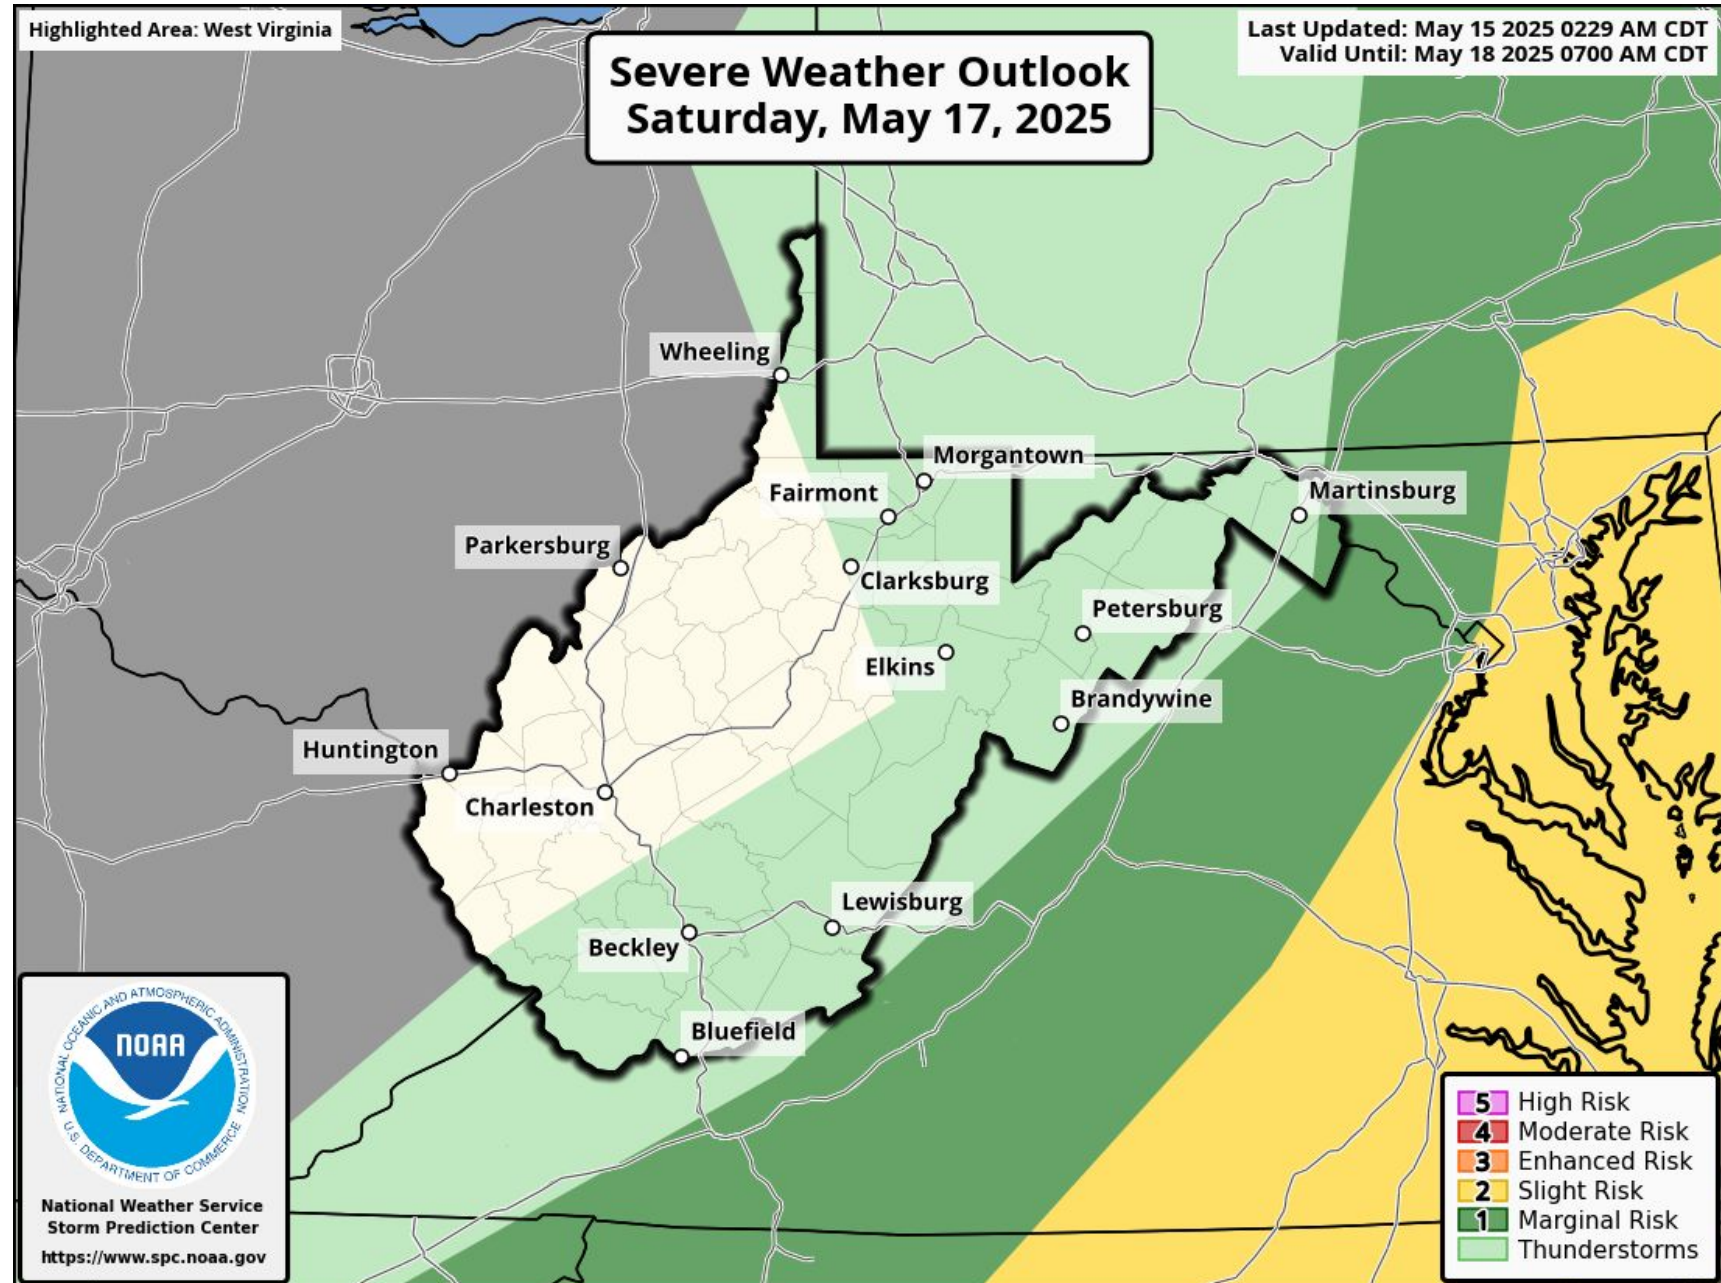 Highlighted Area: West Virginia
Last Updated: May 15 2025 0229 AM CDT
Valid Until: May 18 2025 0700 AM CDT
Severe Weather Outlook
Saturday, May 17, 2025
Wheeling
Morgantown
Fairmont
Martinsburg
Parkersburg
Clarksburg
Petersburg
Elkins
Brandywine
Huntington
Charleston
Lewisburg
Beckley
Bluefield
NATIONAL OCEANIC AND ATMOSPHERIC ADMINISTRATION
NOAA
U.S. DEPARTMENT OF COMMERCE
National Weather Service
Storm Prediction Center
https://www.spc.noaa.gov
5 High Risk
4 Moderate Risk
3 Enhanced Risk
2 Slight Risk
1 Marginal Risk
Thunderstorms